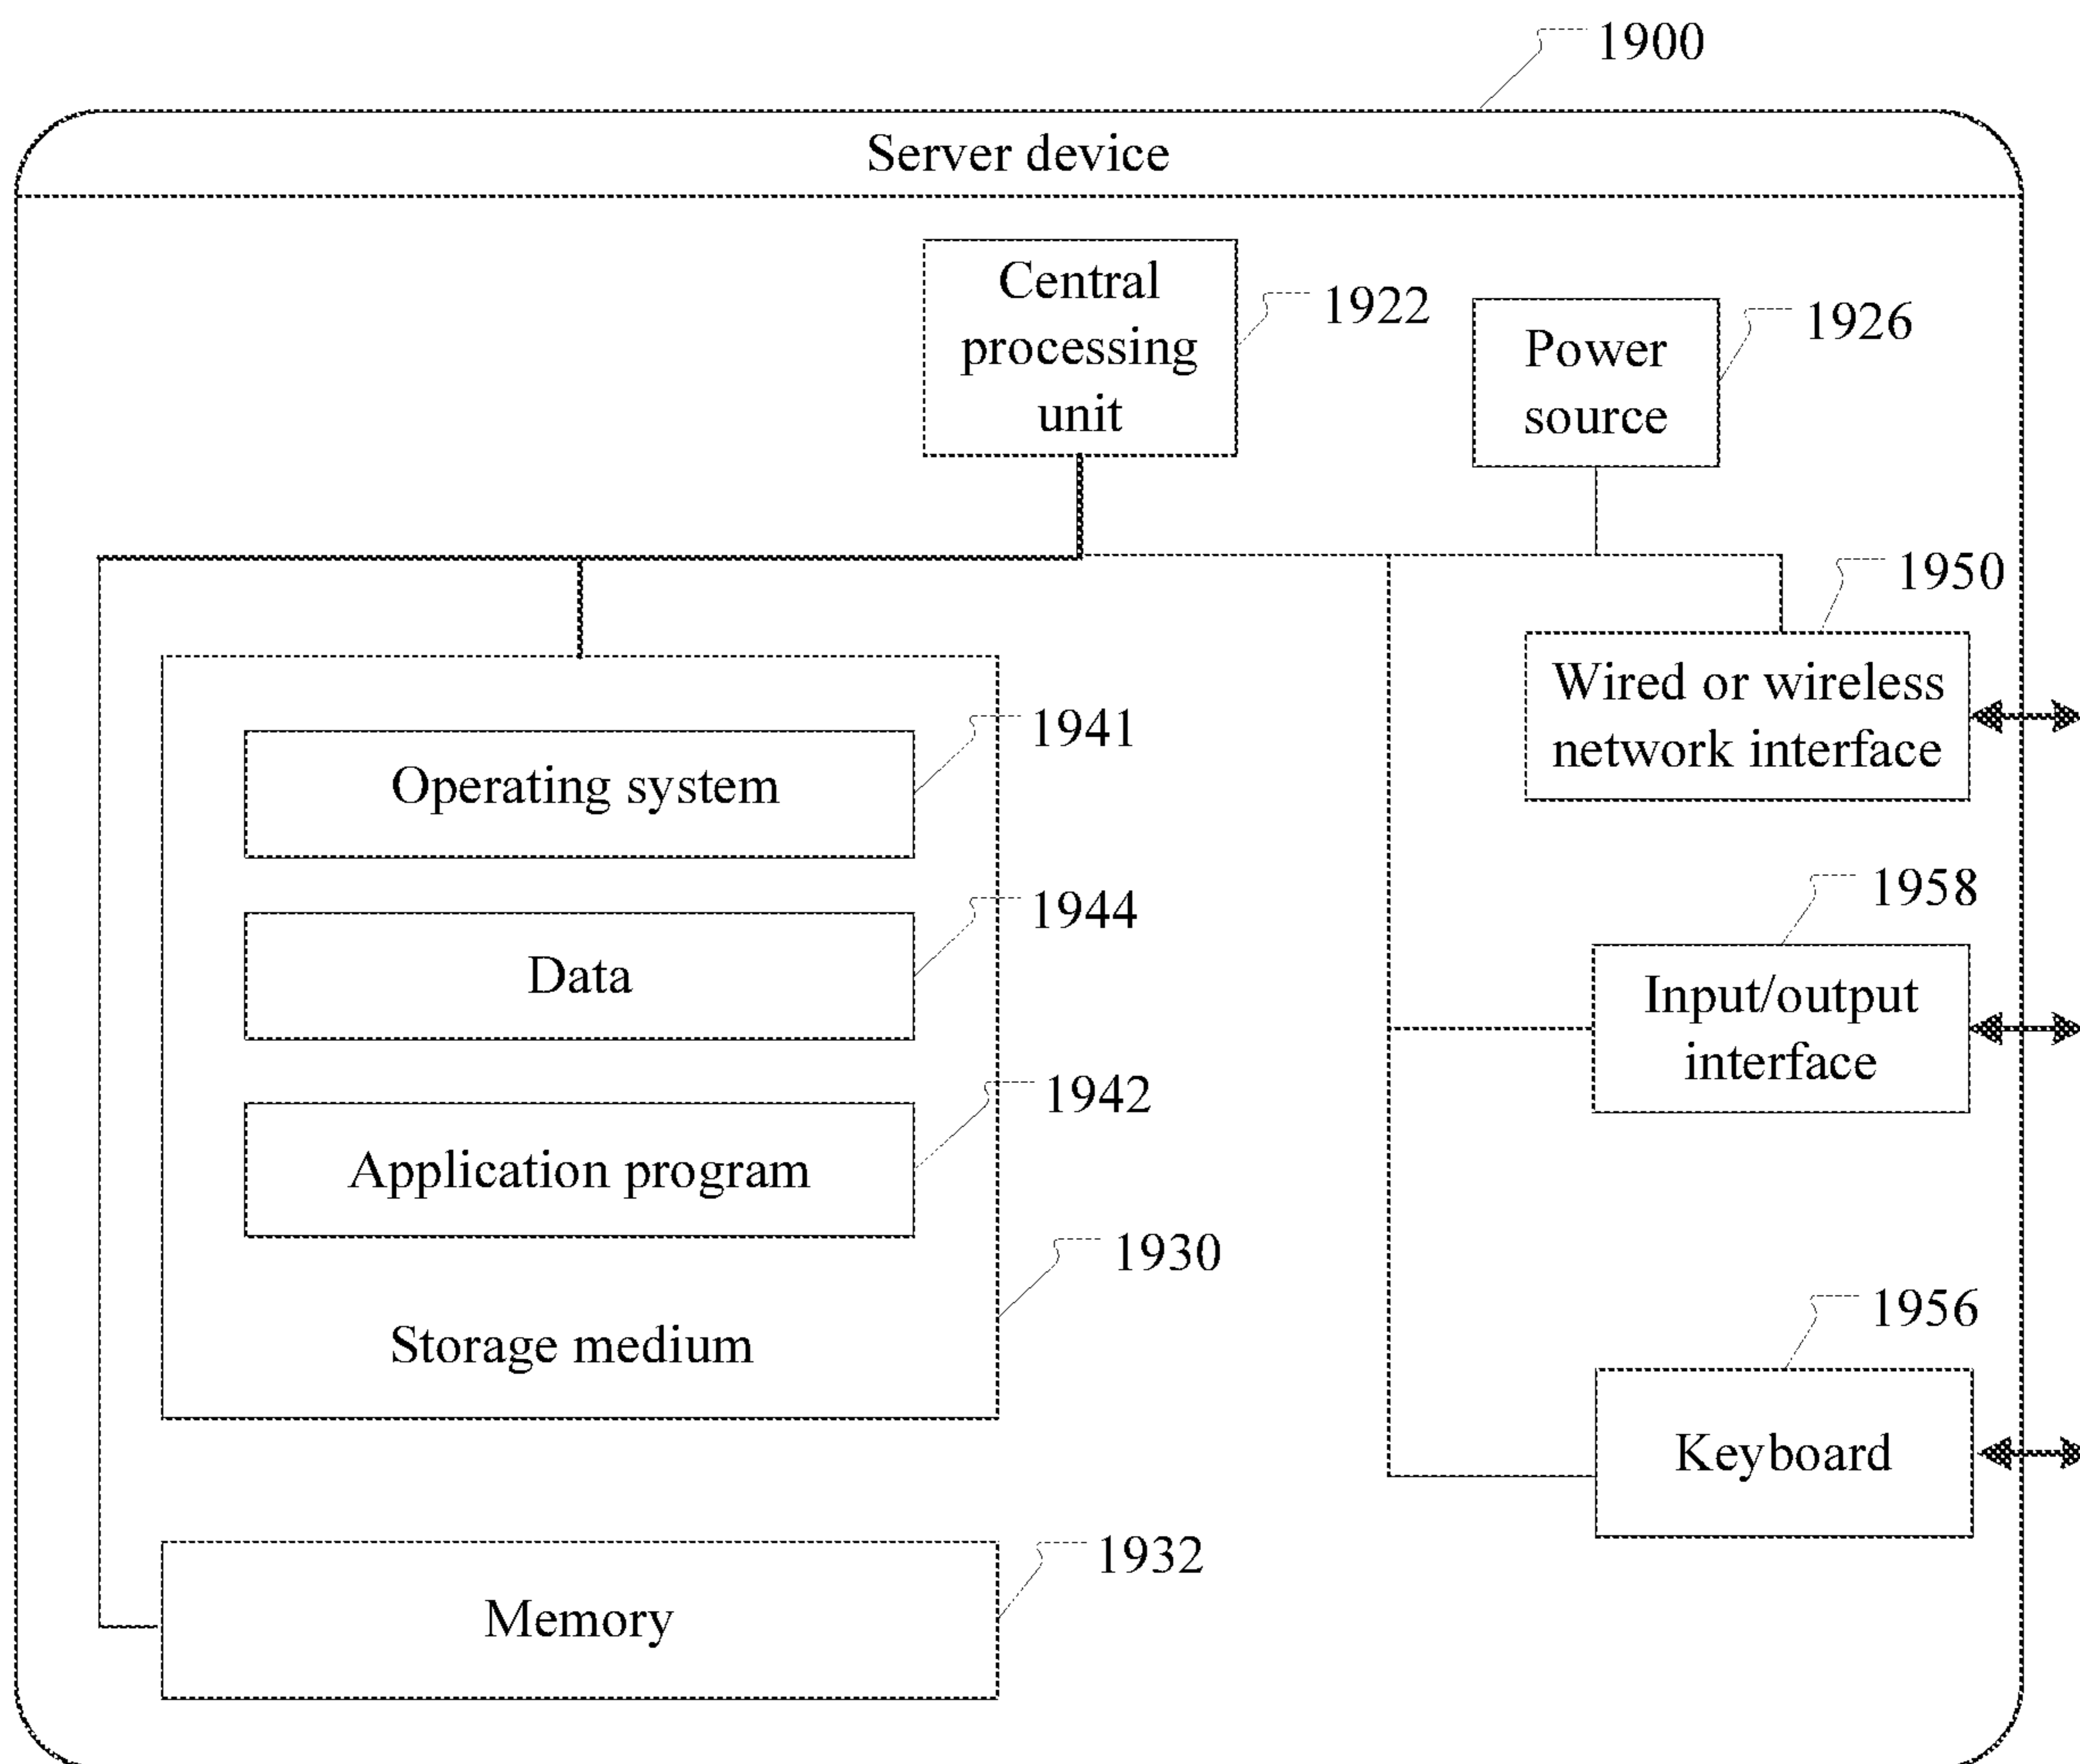 1900
Server device
Central
processing
unit
1922
Power
source
1926
1950
Wired or wireless
network interface
1941
Operating system
1944
Data
1942
Application program
1930
Storage medium
1958
Input/output
interface
1956
Keyboard
1932
Memory